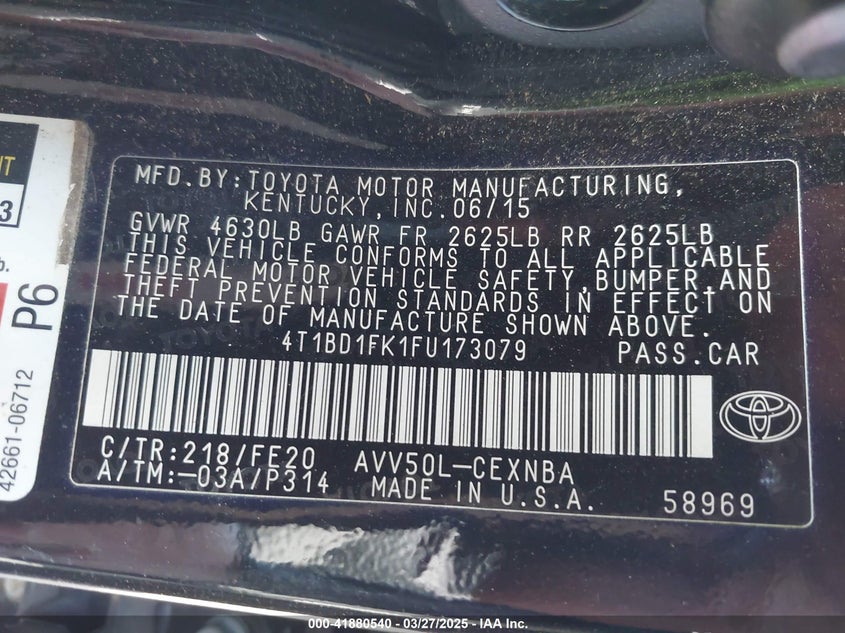 MFD.BY:TOYOTA MOTOR MANUFACTURING,
KENTUCKY,INC.06/15
GVWR 4630LB GAWR FR 2625LB RR 2625LB
THIS VEHICLE CONFORMS TO ALL APPLICABLE
FEDERAL MOTOR VEHICLE SAFETY,BUMPER,AND
THEFT PREVENTION STANDARDS IN EFFECT ON
THE DATE OF MANUFACTURE SHOWN ABOVE.
4T1BD1FK1FU173079 PASS.CAR
C/TR:218/FE20 AVV50L-CEXNBA
A/TM:-03A/P314 MADE IN U.S.A. 58969
P6
42661-06712
000-41880540 - 03/27/2025 - IAA Inc.